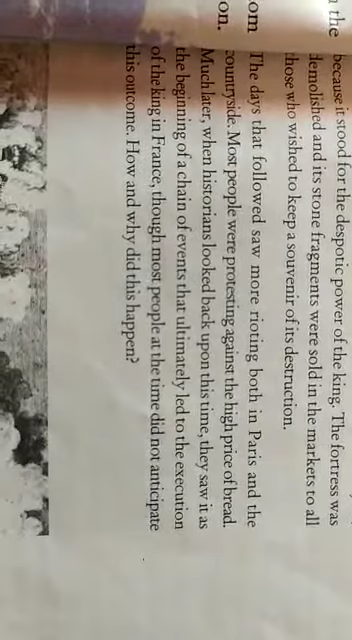 the because it stood for the despotic power of the king. The fortress was
demolished and its stone fragments were sold in the markets to all
on. those who wished to keep a souvenir of its destruction.
om The days that followed saw more rioting both in Paris and the
countryside. Most people were protesting against the high price of bread.
Much later, when historians looked back upon this time, they saw it as
the beginning of a chain of events that ultimately led to the execution
of the king in France, though most people at the time did not anticipate
this outcome. How and why did this happen?